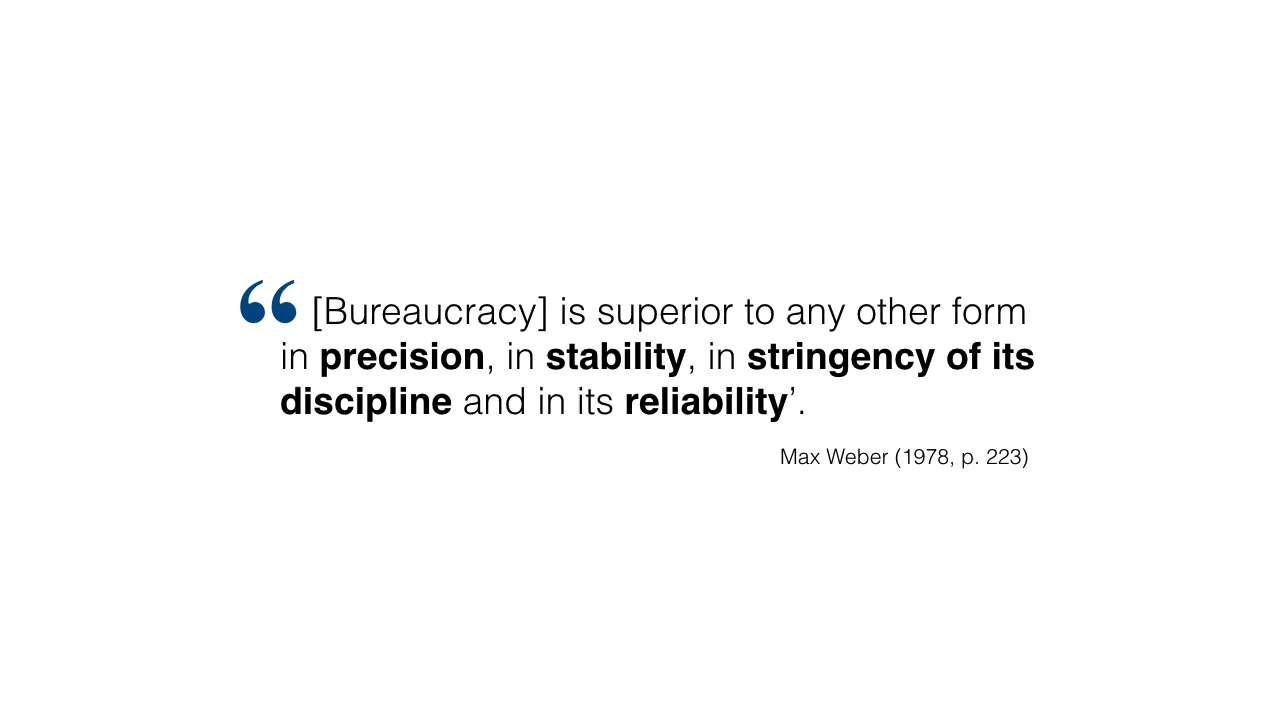 “ [Bureaucracy] is superior to any other form
in precision, in stability, in stringency of its
discipline and in its reliability’.
Max Weber (1978, p. 223)